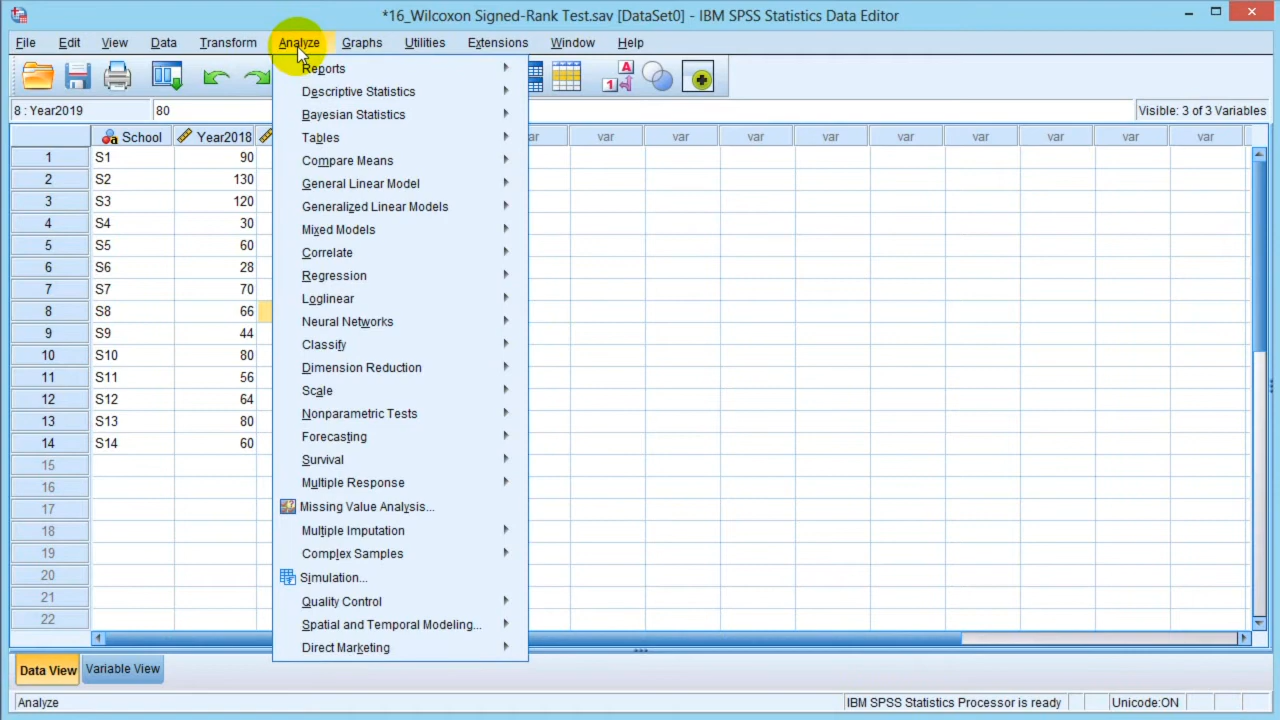 *16_Wilcoxon Signed-Rank Test.sav [DataSet0] - IBM SPSS Statistics Data Editor
File Edit View Data Transform Analyze Graphs Utilities Extensions Window Help
8 : Year2019 80 Visible: 3 of 3 Variables
School Year2018 var var var var var var var var var
1 S1 90
2 S2 130
3 S3 120
4 S4 30
5 S5 60
6 S6 28
7 S7 70
8 S8 66
9 S9 44
10 S10 80
11 S11 56
12 S12 64
13 S13 80
14 S14 60
15
16
17
18
19
20
21
22
Reports
Descriptive Statistics
Bayesian Statistics
Tables
Compare Means
General Linear Model
Generalized Linear Models
Mixed Models
Correlate
Regression
Loglinear
Neural Networks
Classify
Dimension Reduction
Scale
Nonparametric Tests
Forecasting
Survival
Multiple Response
Missing Value Analysis...
Multiple Imputation
Complex Samples
Simulation...
Quality Control
Spatial and Temporal Modeling...
Direct Marketing
Data View Variable View
Analyze IBM SPSS Statistics Processor is ready Unicode:ON